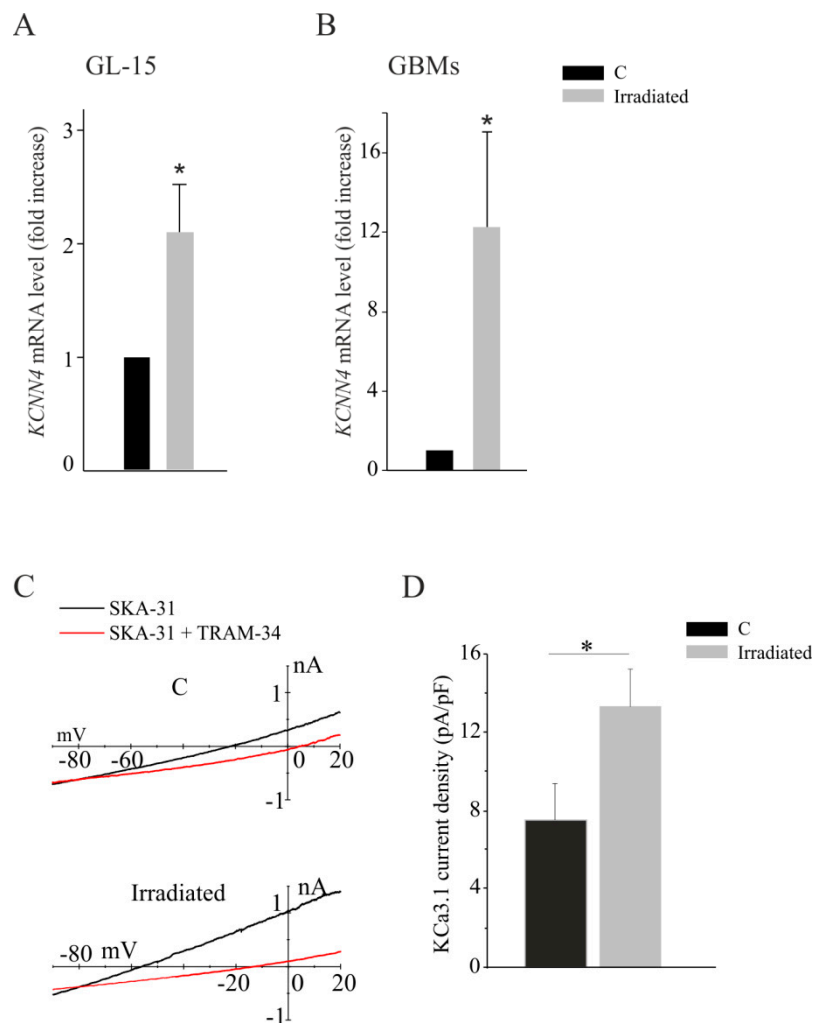 A
GL-15
KCNN4 mRNA level (fold increase)
3
2
1
0
*
B
GBMs
KCNN4 mRNA level (fold increase)
16
12
8
4
0
*
C
Irradiated
C
SKA-31
SKA-31 + TRAM-34
C
nA
1
mV
-80 -60 0 20
-1
Irradiated
nA
1
-80 mV
-20 0 20
-1
D
C
Irradiated
KCa3.1 current density (pA/pF)
16
12
8
4
0
*